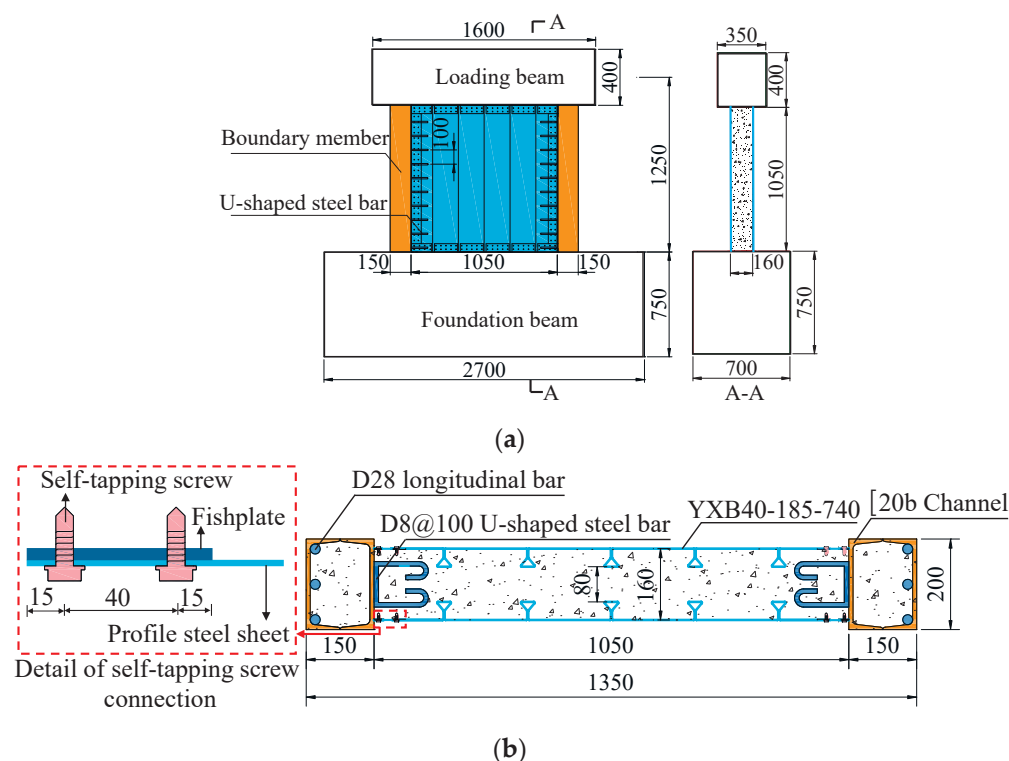 1600
A
350
Loading beam
400
400
Boundary member
100
U-shaped steel bar
1250
1050
150
1050
150
160
Foundation beam
750
750
2700
700
A
A-A
(a)
Self-tapping screw
Fishplate
15
40
15
Profile steel sheet
Detail of self-tapping screw
connection
D28 longitudinal bar
D8@100 U-shaped steel bar
YXB40-185-740
[20b Channel
80
160
200
150
1050
150
1350
(b)